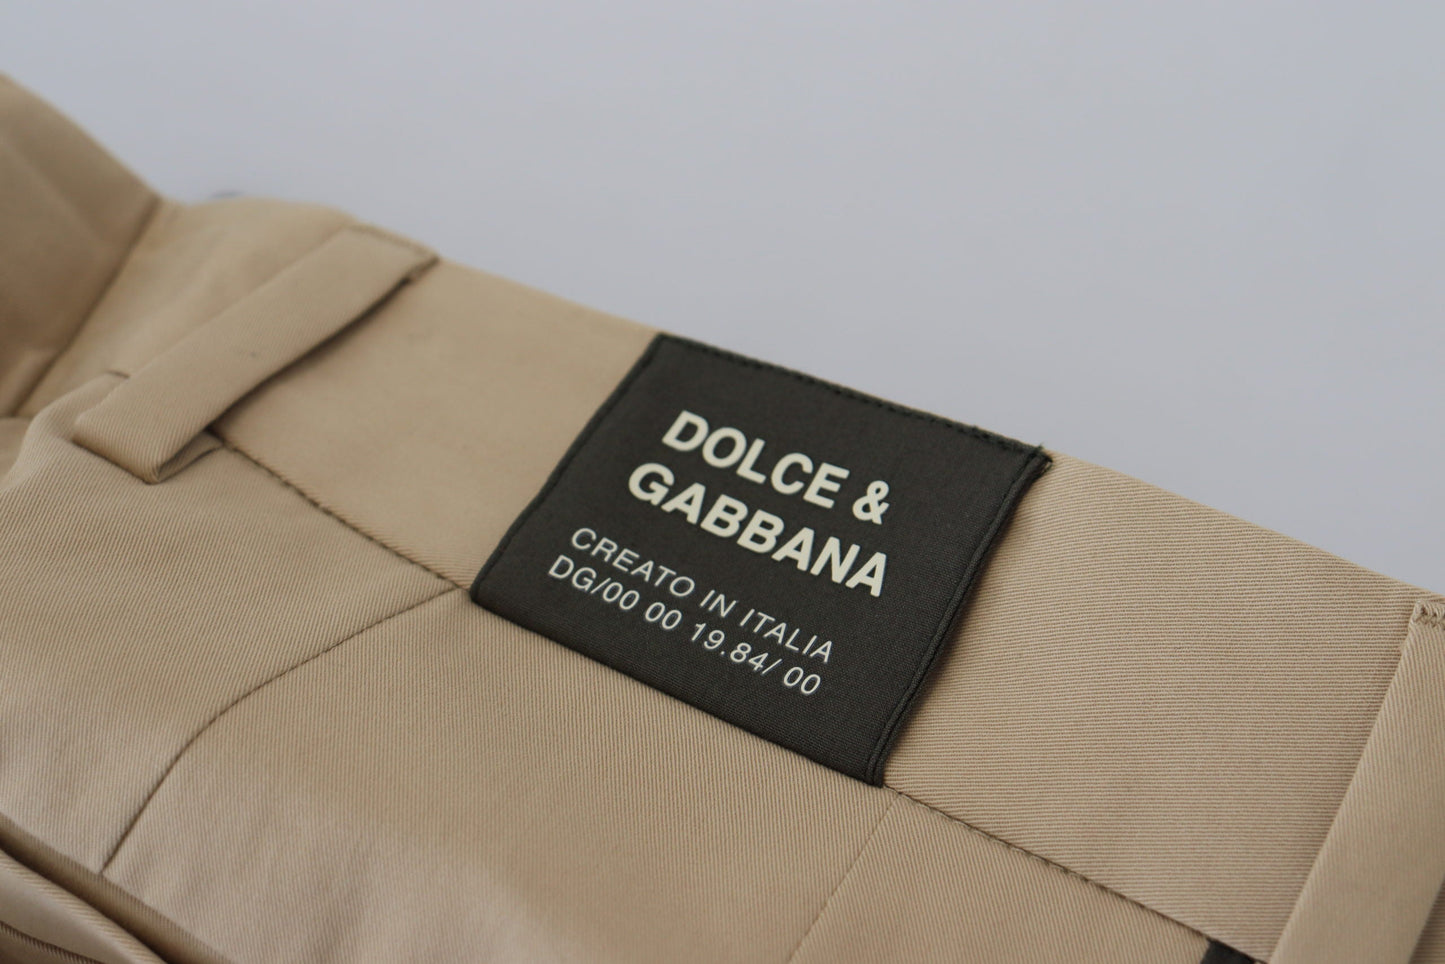 DOLCE &
GABBANA
CREATO IN ITALIA
DG/00 00 19.84/ 00